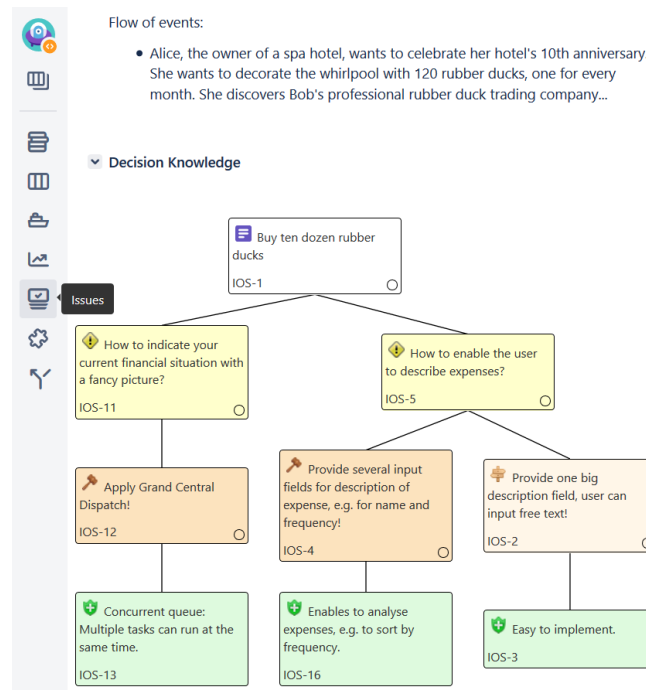 Flow of events:
Alice, the owner of a spa hotel, wants to celebrate her hotel's 10th anniversary.
She wants to decorate the whirlpool with 120 rubber ducks, one for every
month. She discovers Bob's professional rubber duck trading company...
Decision Knowledge
Buy ten dozen rubber
ducks
IOS-1
Issues
How to indicate your
current financial situation with
a fancy picture?
IOS-11
How to enable the user
to describe expenses?
IOS-5
Apply Grand Central
Dispatch!
IOS-12
Provide several input
fields for description of
expense, e.g. for name and
frequency!
IOS-4
Provide one big
description field, user can
input free text!
IOS-2
Concurrent queue:
Multiple tasks can run at the
same time.
IOS-13
Enables to analyse
expenses, e.g. to sort by
frequency.
IOS-16
Easy to implement.
IOS-3